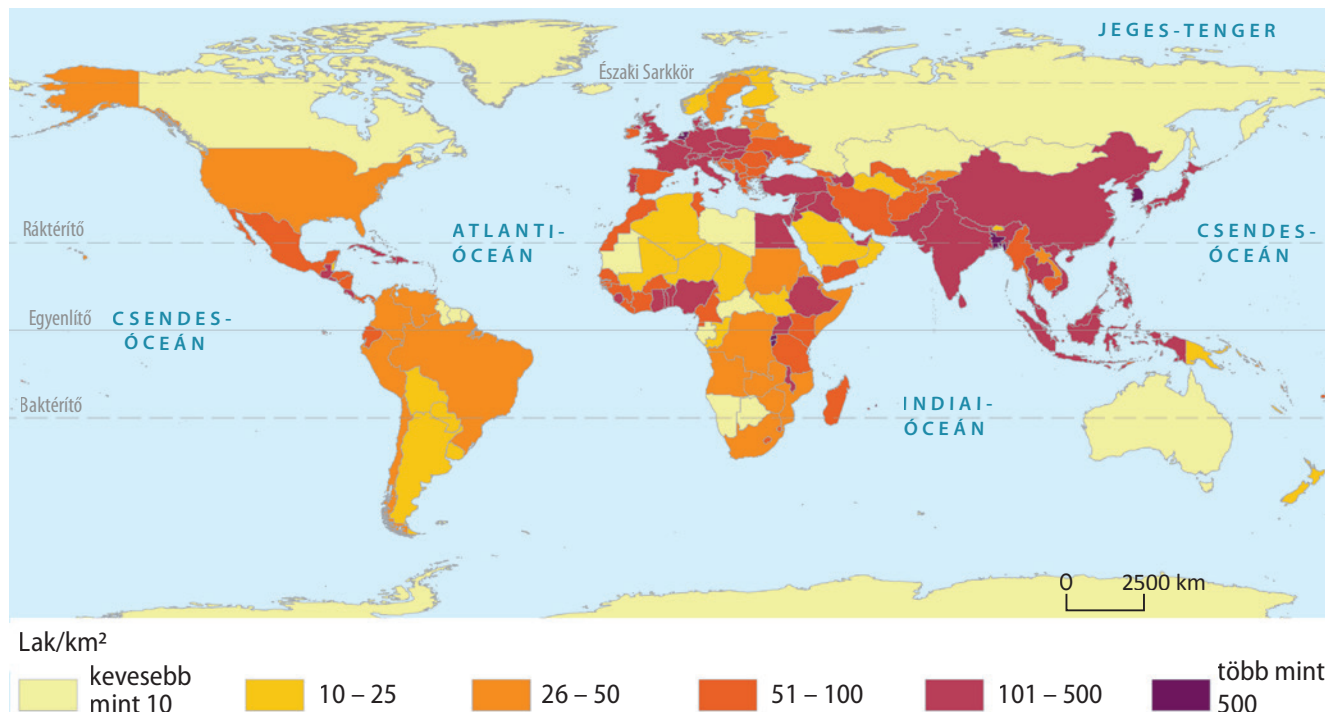 JEGES-TENGER
Északi Sarkkör
Ráktérítő
ATLANTI-
ÓCEÁN
CSENDES-
ÓCEÁN
Egyenlítő
CSENDES-
ÓCEÁN
Baktérítő
INDIAI-
ÓCEÁN
0 2500 km
Lak/km²
kevesebb
mint 10
10 – 25
26 – 50
51 – 100
101 – 500
több mint
500